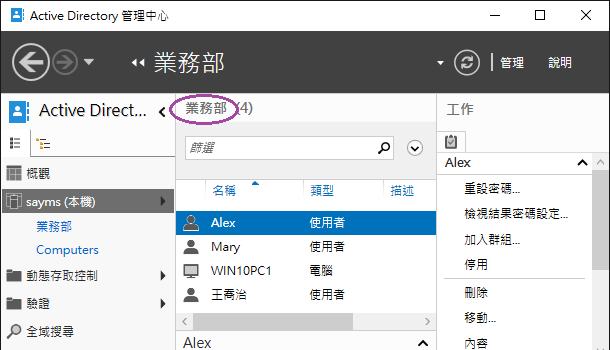 Active Directory 管理中心
業務部
管理
說明
Active Direct...
業務部 (4)
工作
篩選
概觀
sayms (本機)
業務部
Computers
動態存取控制
驗證
全域搜尋
名稱 類型 描述
Alex 使用者
Mary 使用者
WIN10PC1 電腦
王喬治 使用者
Alex
Alex
重設密碼...
檢視結果密碼設定...
加入群組...
停用
刪除
移動...
內容